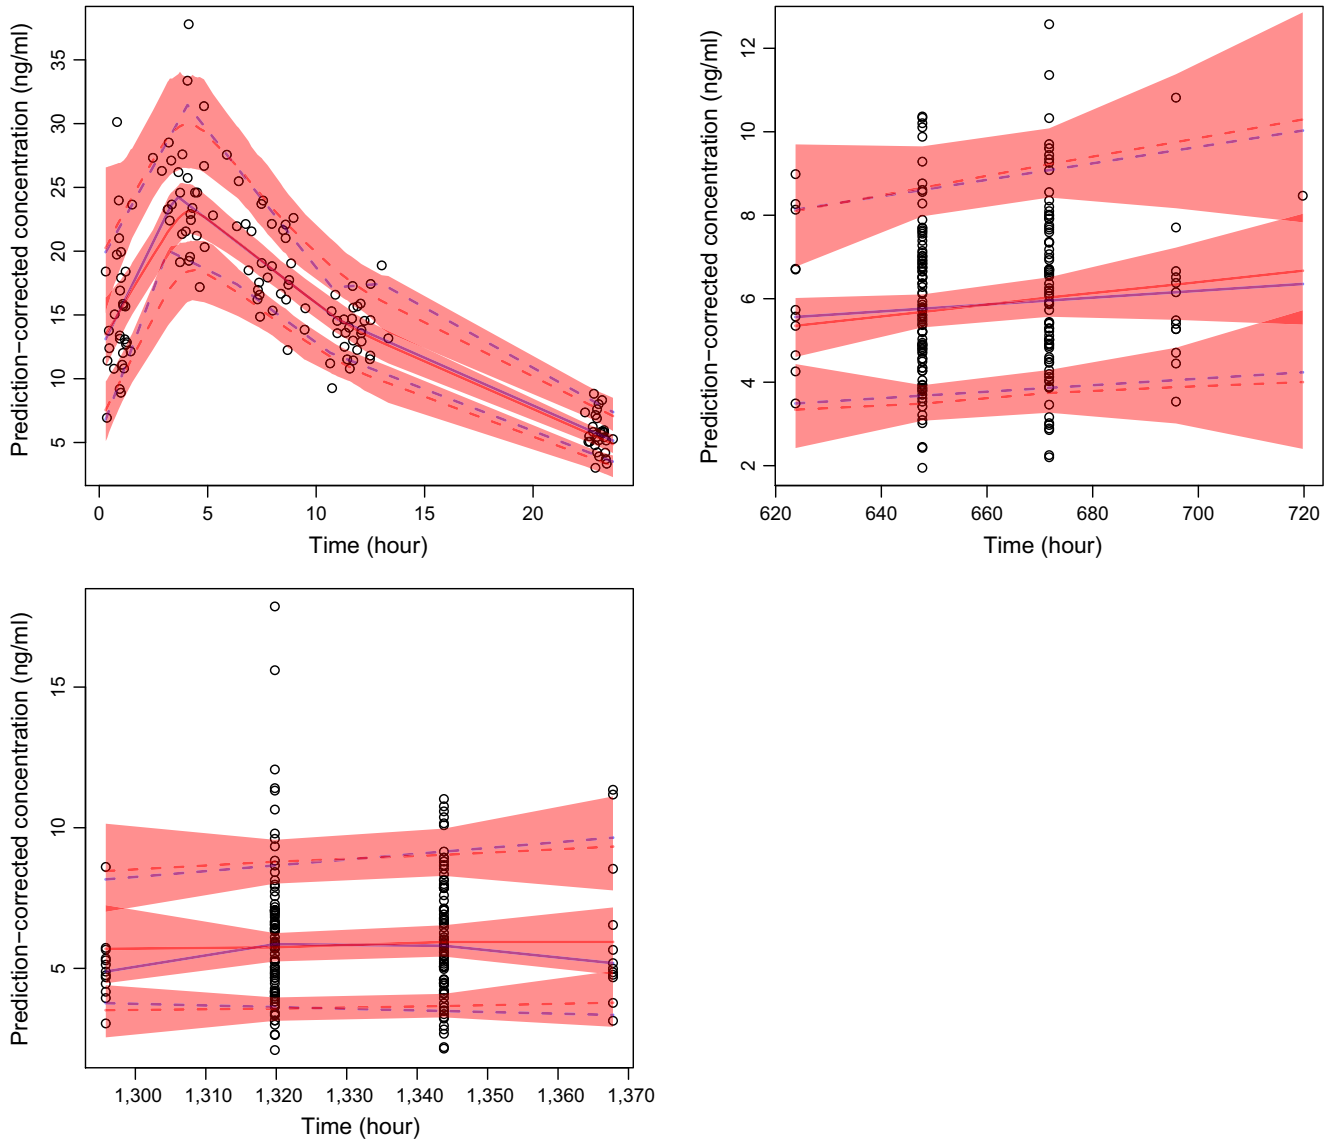 Prediction−corrected concentration (ng/ml)
35
30
25
20
15
10
5
0 5 10 15 20
Time (hour)
Prediction−corrected concentration (ng/ml)
12
10
8
6
4
2
620 640 660 680 700 720
Time (hour)
Prediction−corrected concentration (ng/ml)
15
10
5
1,300 1,310 1,320 1,330 1,340 1,350 1,360 1,370
Time (hour)